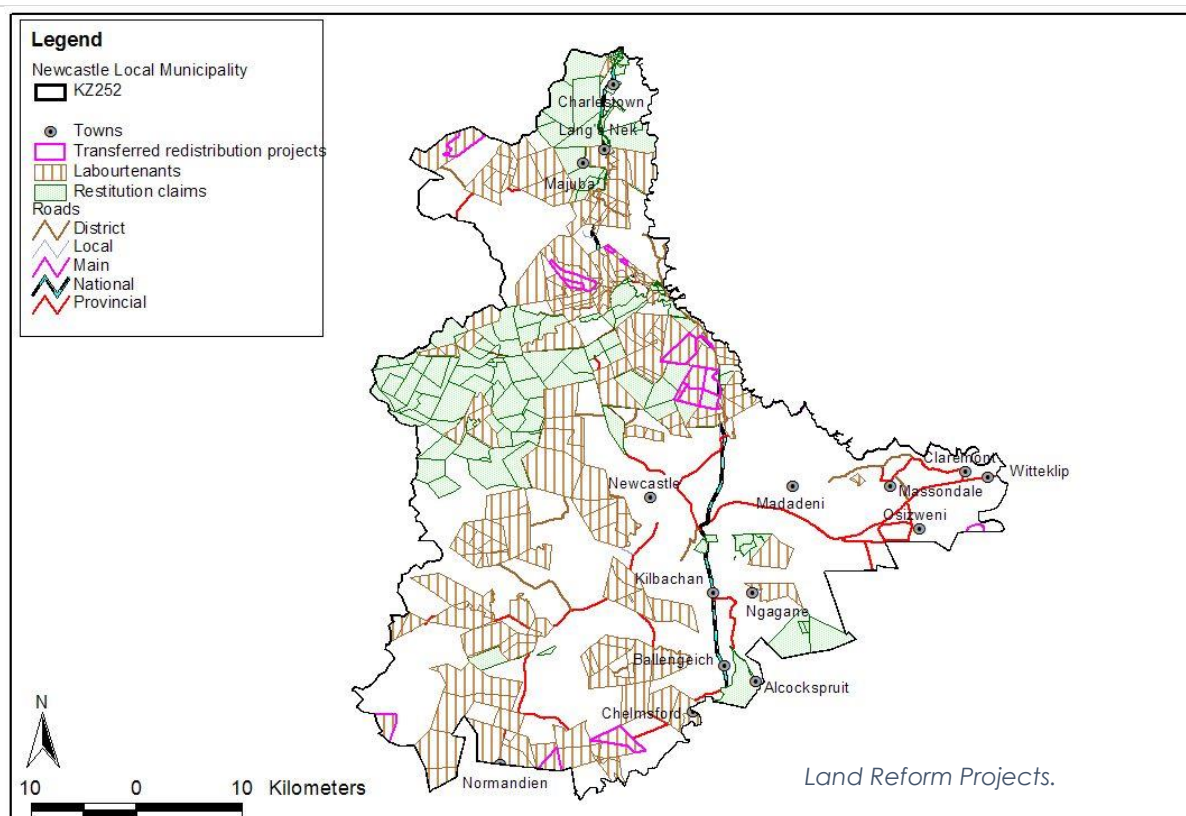 Legend
Newcastle Local Municipality
KZ252
Towns
Transferred redistribution projects
Labourtenants
Restitution claims
Roads
District
Local
Main
National
Provincial
Charlestown
Lang's Nek
Majuba
Newcastle
Madadeni
Claremont
Witteklip
Massondale
Osizweni
Kilbachan
Ngagane
Ballengeich
Alcockspruit
Chelmsford
Normandien
N
10 0 10 Kilometers
Land Reform Projects.